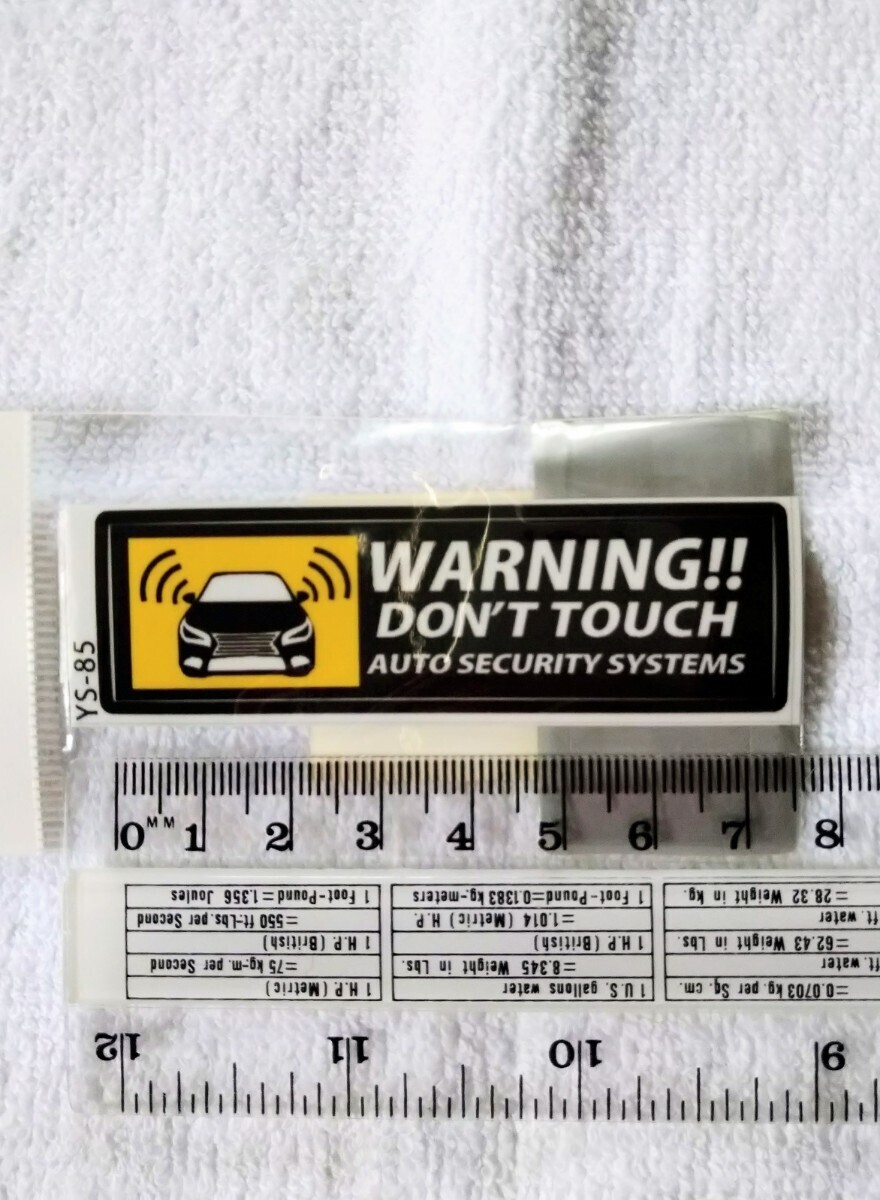 WARNING!!
DON'T TOUCH
AUTO SECURITY SYSTEMS
YS-85
0 MM 1 2 3 4 5 6 7 8
1 H.P. (Metric)
=75 kg-m. per Second
1 H.P. (British)
=550 ft-Lbs. per Second
1 Foot-Pound=1.356 Joules
1 U.S. gallons water
=8.345 Weight in Lbs.
1 H.P. (British)
=1.014 (Metric) H.P.
1 Foot-Pound=0.1383 kg-meters
=0.0703 kg. per Sq. cm.
ft. water
=62.43 Weight in Lbs.
ft. water
=28.32 Weight in kg.
12 11 10 9